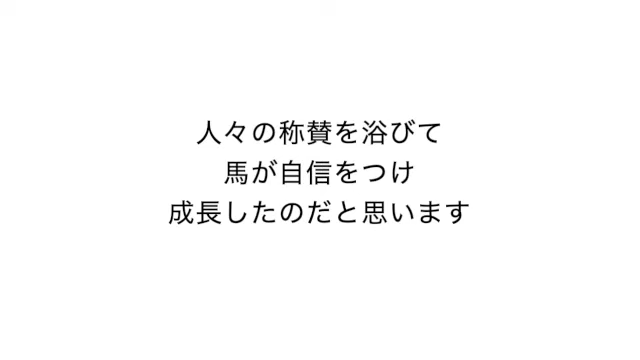 人々の称賛を浴びて
馬が自信をつけ
成長したのだと思います